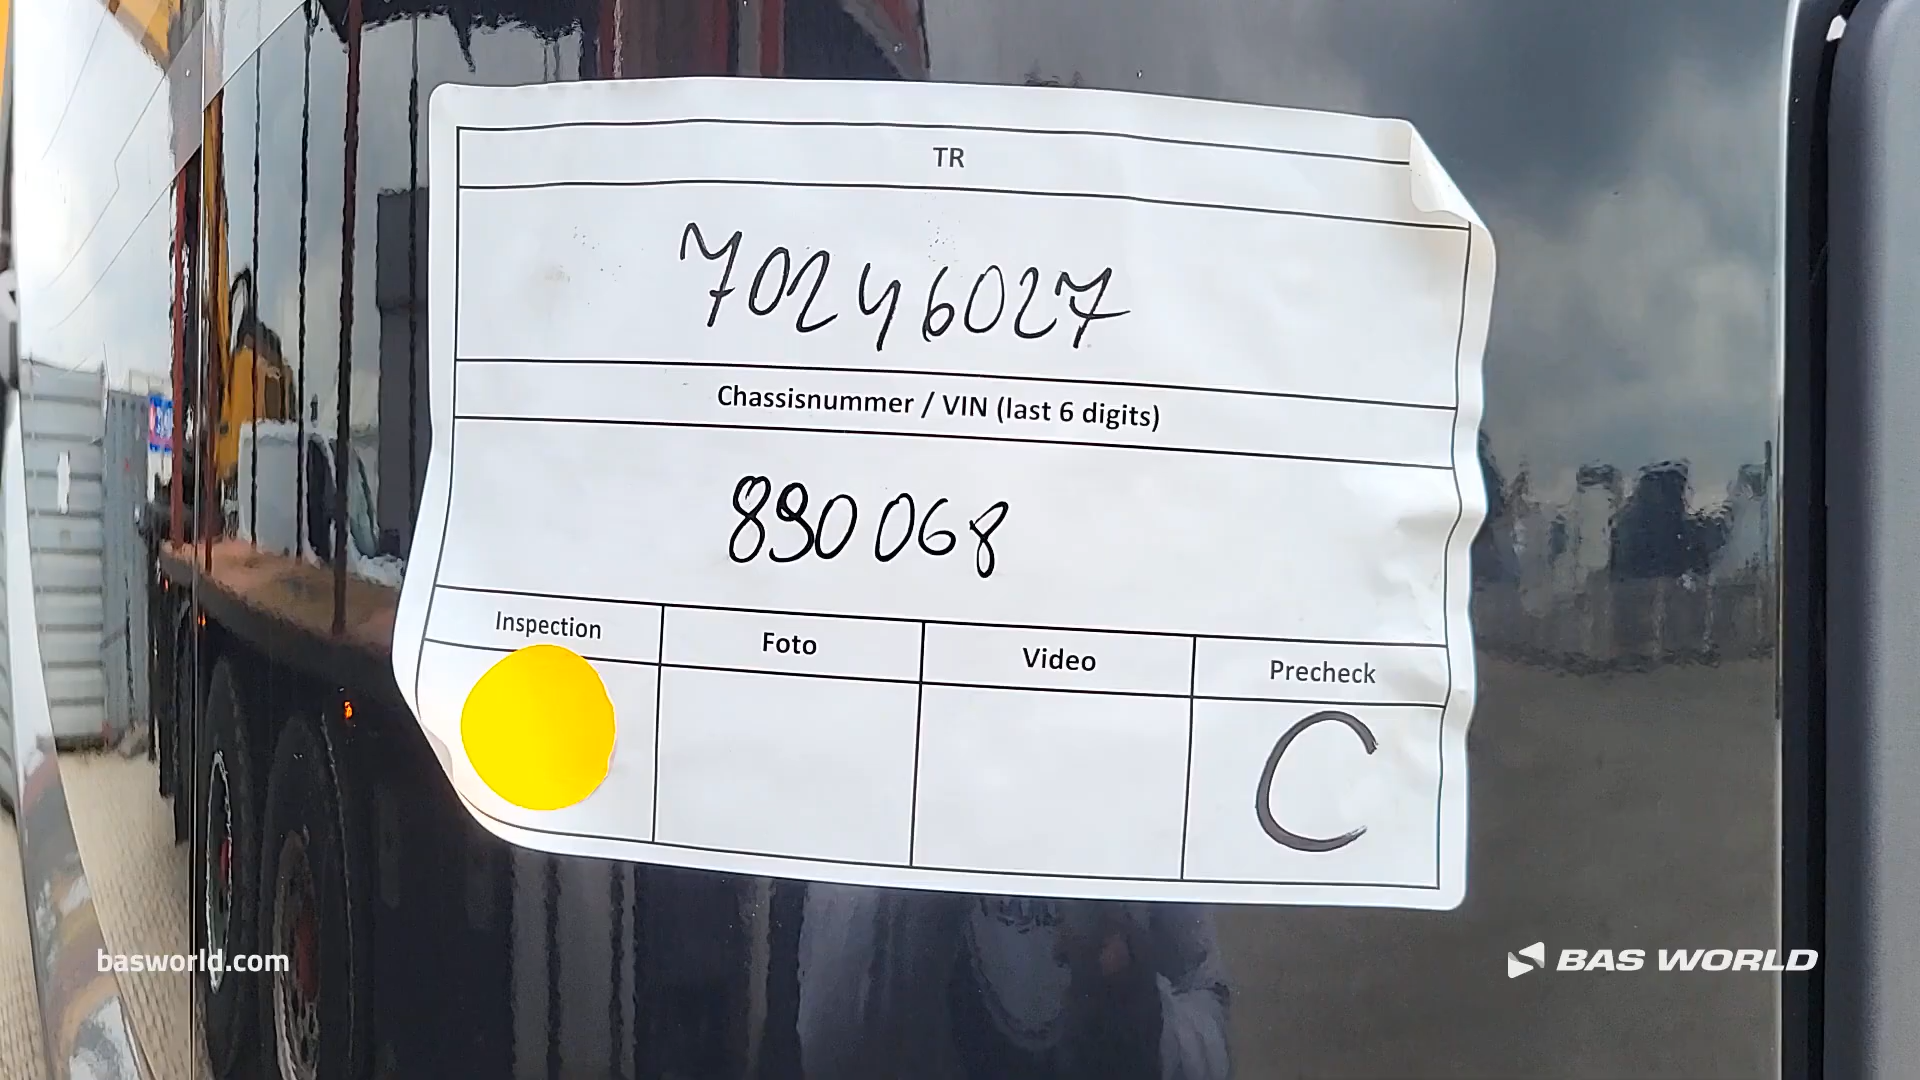 TR
70246027
Chassisnummer / VIN (last 6 digits)
890068
Inspection Foto Video Precheck
C
basworld.com
BAS WORLD